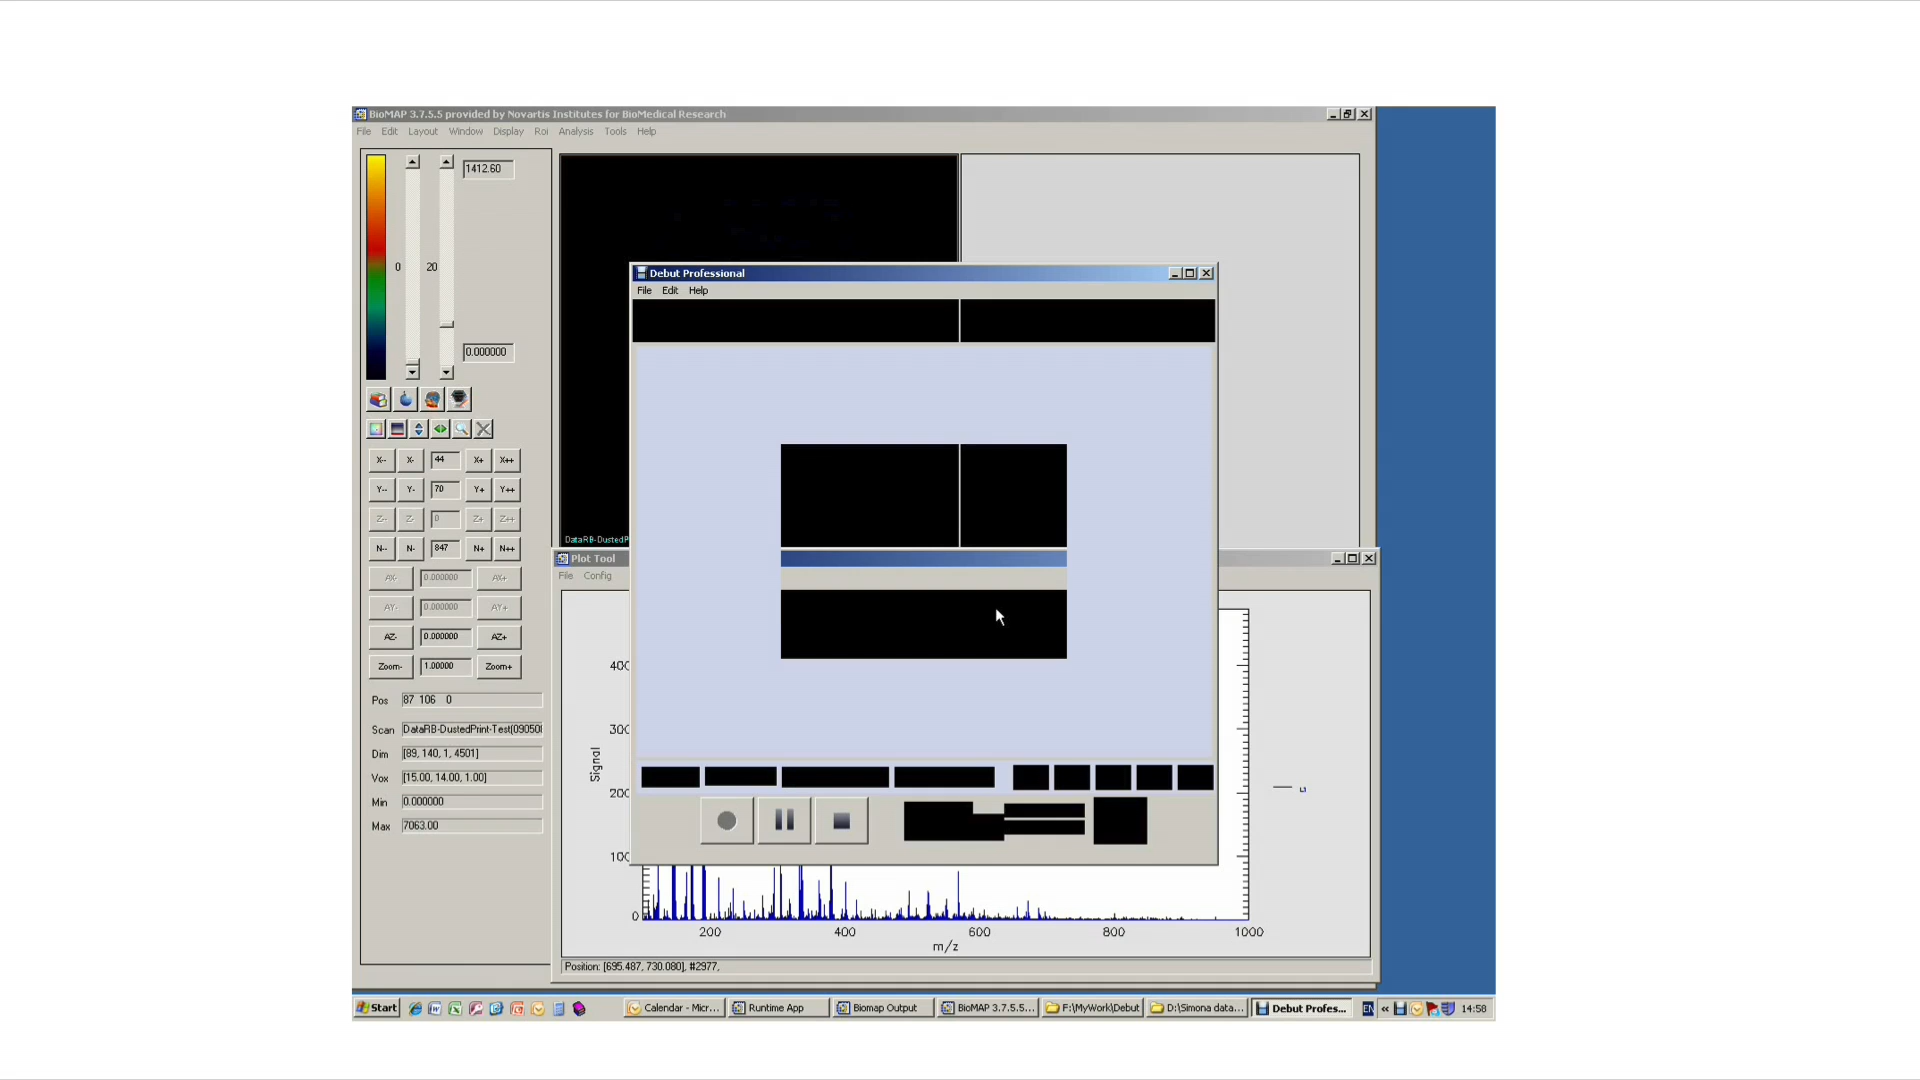 BioMAP 3.7.5.5 provided by Novartis Institutes for BioMedical Research
File Edit Layout Window Display Roi Analysis Tools Help
1412.60
0 20
0.000000
X-- X- 44 X+ X++
Y-- Y- 70 Y+ Y++
Z-- Z- 0 Z+ Z++
N-- N- 847 N+ N++
AX- 0.000000 AX+
AY- 0.000000 AY+
AZ- 0.000000 AZ+
Zoom- 1.00000 Zoom+
Pos 87 106 0
Scan DataRB-DustedPrint-Test(09050
Dim [89, 140, 1, 4501]
Vox [15.00, 14.00, 1.00]
Min 0.000000
Max 7063.00
DataRB-DustedP
Debut Professional
File Edit Help
Plot Tool
File Config
Signal
400
300
200
100
0
200 400 600 800 1000
m/z
Position: [695.487, 730.080], #2977,
Start Calendar - Micr... Runtime App Biomap Output BioMAP 3.7.5.5... F:\MyWork\Debut D:\Simona data... Debut Profes... EN « 14:58